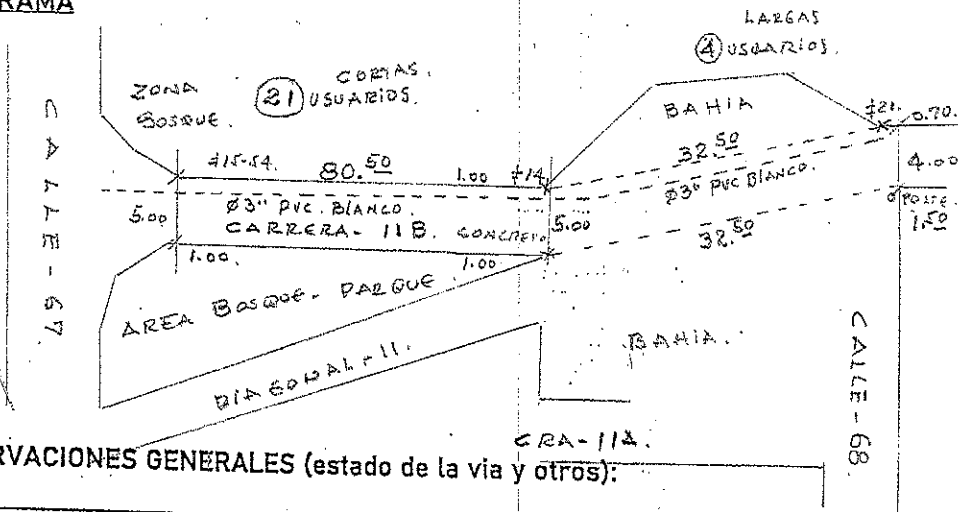 RAMA
LARGAS
4 USUARIOS.
ZONA BOSQUE.
CORTAS.
21 USUARIOS.
BAHIA
CALLE-67
#15-54.
80.50
1.00
#14
32.50
#21.
0.70.
Ø3" PVC. BLANCO.
Ø3" PVC BLANCO.
4.00
5.00
CARRERA- 11B. CONCRETO
5.00
POSTE.
1.50
1.00.
1.00
32.50
AREA BOSQUE- PARQUE
DIAGONAL-11.
BAHIA.
CALLE-68
CRA-11A.
RVACIONES GENERALES (estado de la via y otros):